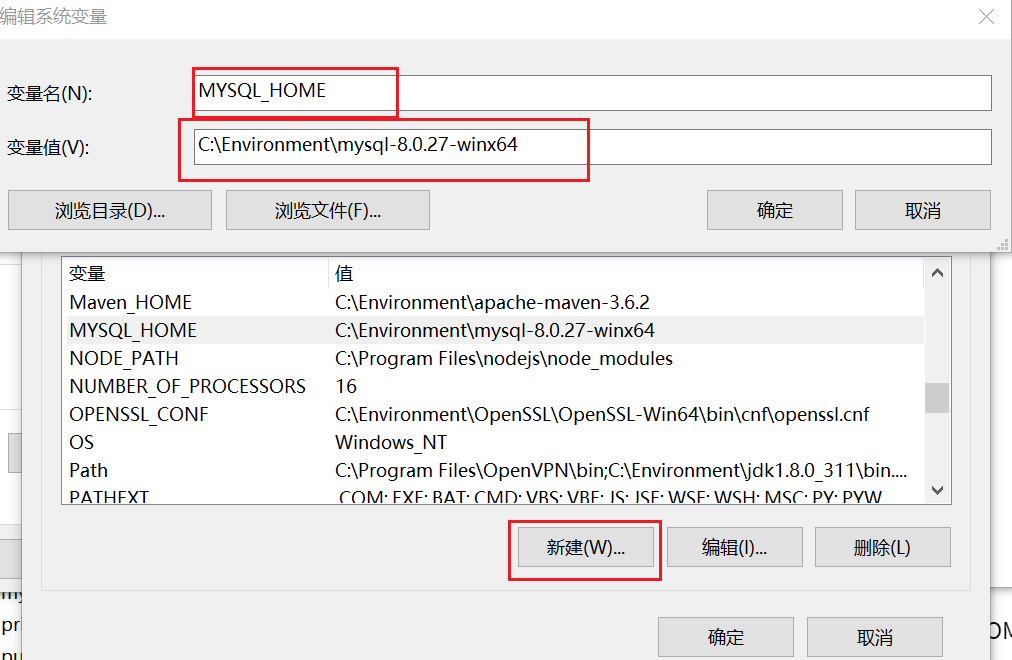 编辑系统变量
变量名(N):
MYSQL_HOME
变量值(V):
C:\Environment\mysql-8.0.27-winx64
浏览目录(D)...
浏览文件(F)...
确定
取消
变量 值
Maven_HOME C:\Environment\apache-maven-3.6.2
MYSQL_HOME C:\Environment\mysql-8.0.27-winx64
NODE_PATH C:\Program Files\nodejs\node_modules
NUMBER_OF_PROCESSORS 16
OPENSSL_CONF C:\Environment\OpenSSL\OpenSSL-Win64\bin\cnf\openssl.cnf
OS Windows_NT
Path C:\Program Files\OpenVPN\bin;C:\Environment\jdk1.8.0_311\bin....
PATHEXT .COM;.EXE;.BAT;.CMD;.VBS;.VBE;.JS;.JSE;.WSF;.WSH;.MSC;.PY;.PYW
新建(W)...
编辑(I)...
删除(L)
确定
取消